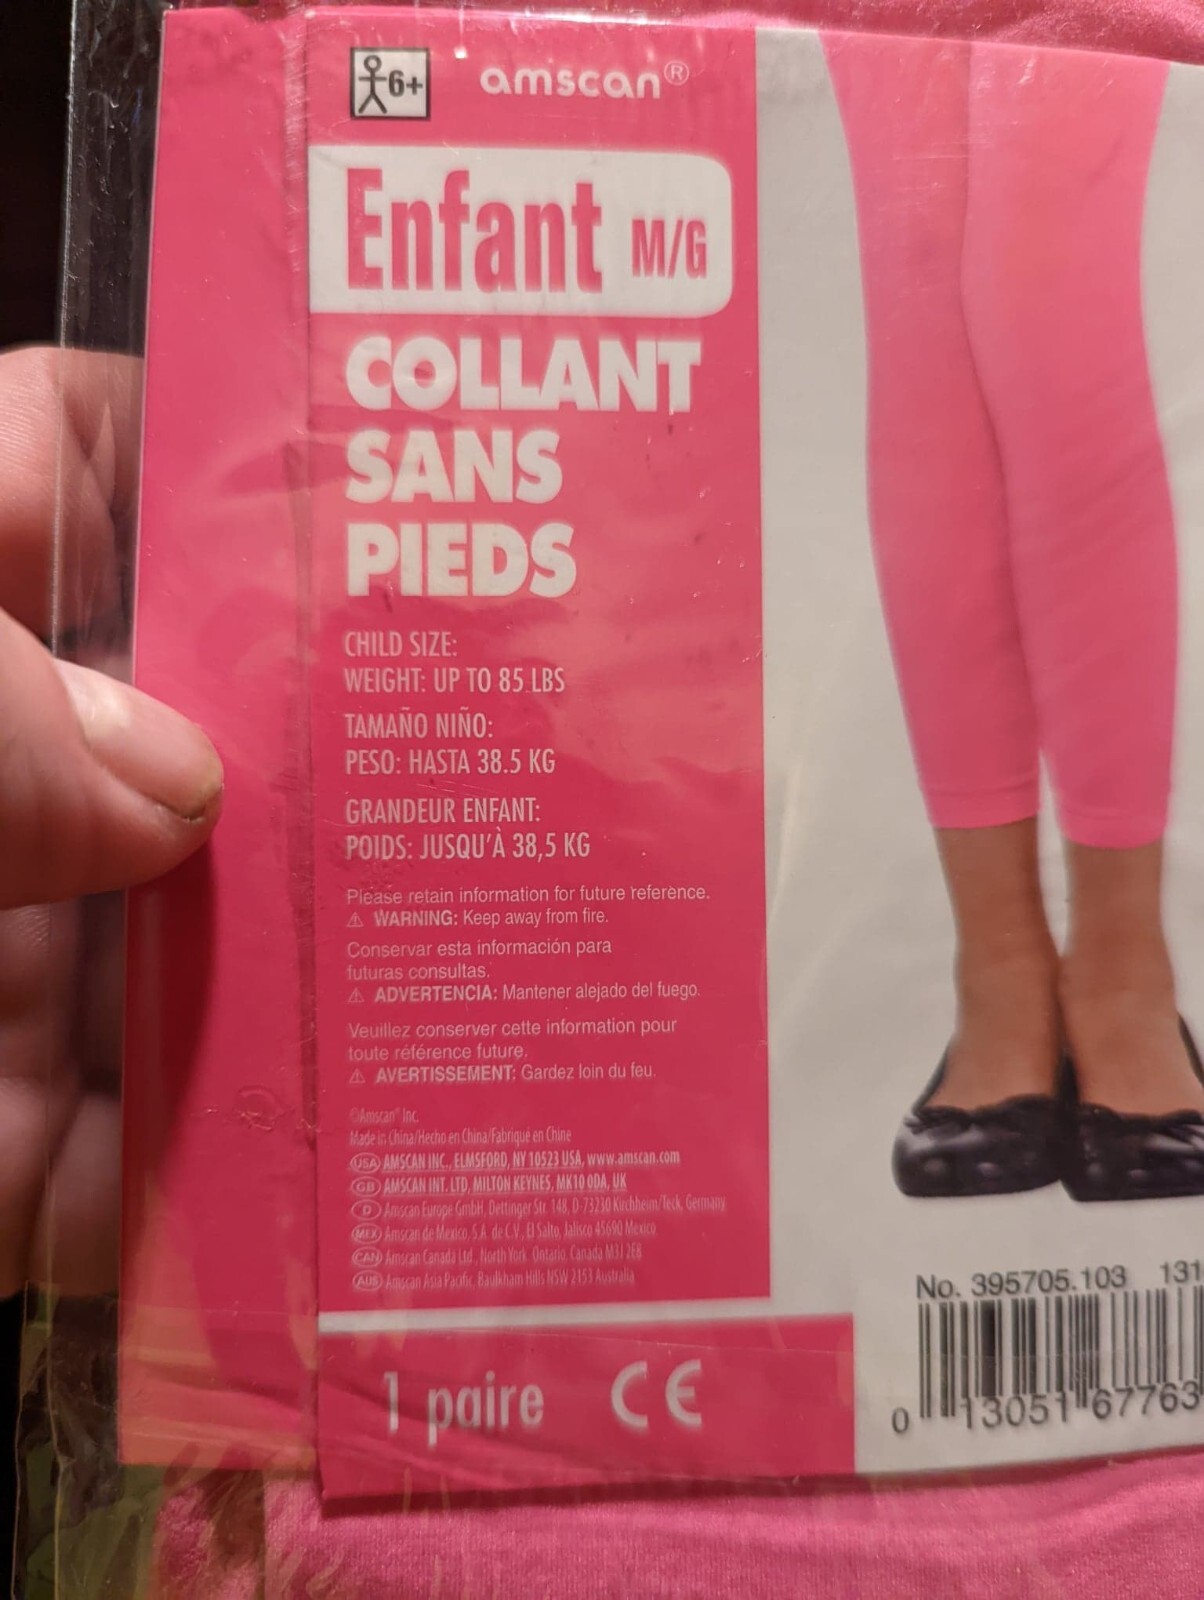 6+
amscan®
Enfant M/G
COLLANT
SANS
PIEDS
CHILD SIZE:
WEIGHT: UP TO 85 LBS
TAMAÑO NIÑO:
PESO: HASTA 38.5 KG
GRANDEUR ENFANT:
POIDS: JUSQU'À 38,5 KG
Please retain information for future reference.
⚠ WARNING: Keep away from fire.
Conservar esta información para
futuras consultas.
⚠ ADVERTENCIA: Mantener alejado del fuego.
Veuillez conserver cette information pour
toute référence future.
⚠ AVERTISSEMENT: Gardez loin du feu.
©Amscan® Inc.
Made in China/Hecho en China/Fabriqué en Chine
USA AMSCAN INC., ELMSFORD, NY 10523 USA, www.amscan.com
GB AMSCAN INT. LTD, MILTON KEYNES, MK10 0DA, UK
D Amscan Europe GmbH, Dettinger Str. 148, D-73230 Kirchheim/Teck, Germany
MEX Amscan de Mexico, S.A. de C.V., El Salto, Jalisco 45690 Mexico
CAN Amscan Canada Ltd., North York, Ontario, Canada M3J 2E8
AUS Amscan Asia Pacific, Baulkham Hills NSW 2153 Australia
1 paire CE
No. 395705.103 131
0 13051 67763